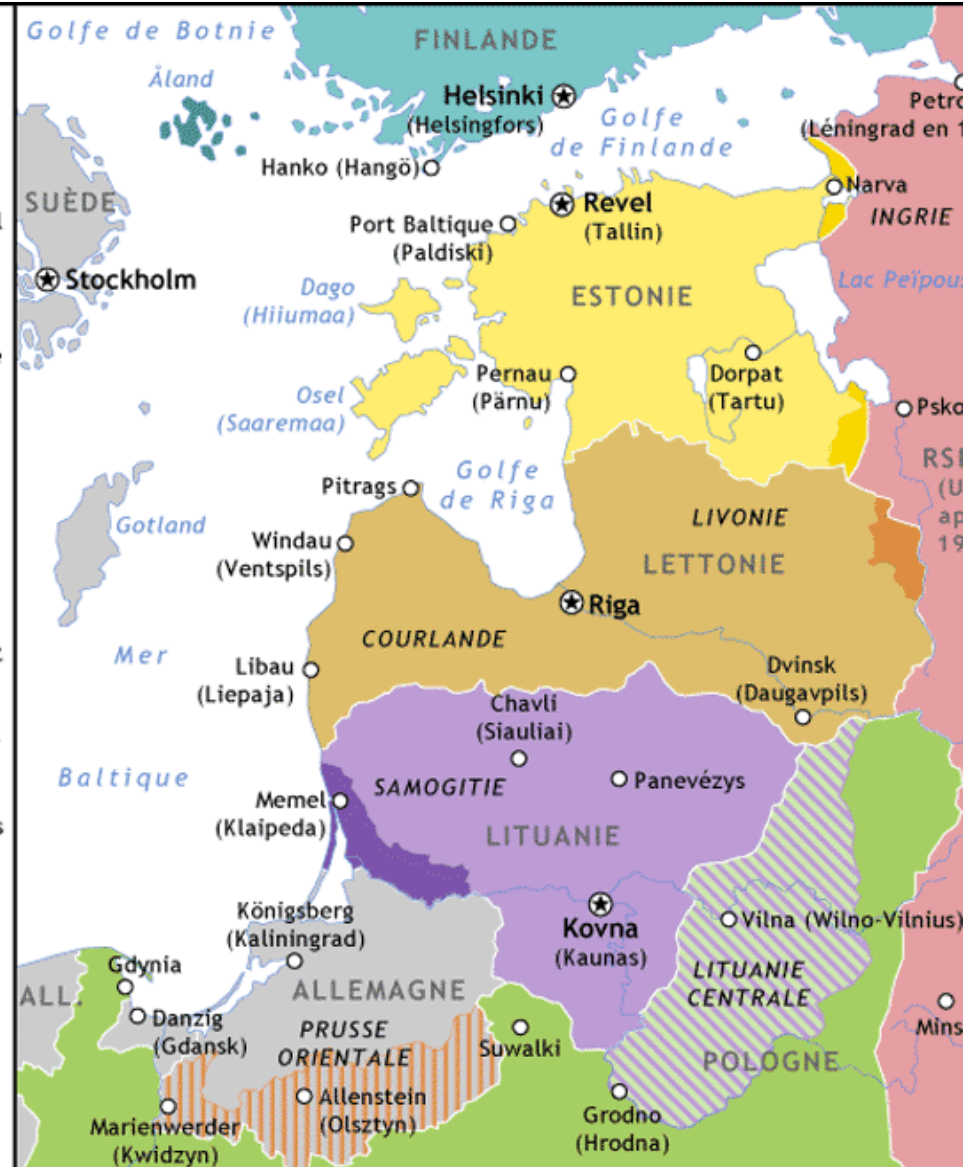 Golfe de Botnie
FINLANDE
Åland
Helsinki
(Helsingfors)
Golfe
de Finlande
Petro
(Léningrad en 1
Hanko (Hangö)
Narva
SUÈDE
Revel
(Tallin)
INGRIE
Port Baltique
(Paldiski)
Stockholm
Dago
(Hiiumaa)
ESTONIE
Lac Peïpous
Pernau
(Pärnu)
Dorpat
(Tartu)
Osel
(Saaremaa)
Psko
Golfe
de Riga
Pitrags
RS
(U
ap
19
Gotland
LIVONIE
Windau
(Ventspils)
LETTONIE
Riga
COURLANDE
Mer
Libau
(Liepaja)
Dvinsk
(Daugavpils)
Chavli
(Siauliai)
Baltique
SAMOGITIE
Panevézys
Memel
(Klaipeda)
LITUANIE
Königsberg
(Kaliningrad)
Kovna
(Kaunas)
Vilna (Wilno-Vilnius)
Gdynia
ALL.
ALLEMAGNE
LITUANIE
CENTRALE
Danzig
(Gdansk)
PRUSSE
ORIENTALE
Suwalki
Mins
POLOGNE
Allenstein
(Olsztyn)
Marienwerder
(Kwidzyn)
Grodno
(Hrodna)